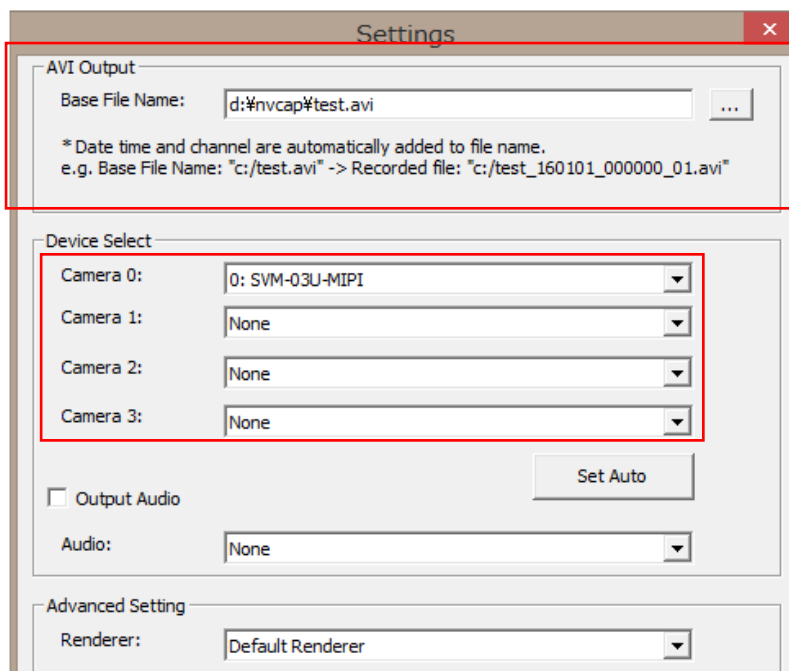 Settings
AVI Output
Base File Name: d:¥nvcap¥test.avi ...
* Date time and channel are automatically added to file name.
e.g. Base File Name: "c:/test.avi" -> Recorded file: "c:/test_160101_000000_01.avi"
Device Select
Camera 0: 0: SVM-03U-MIPI
Camera 1: None
Camera 2: None
Camera 3: None
Set Auto
Output Audio
Audio: None
Advanced Setting
Renderer: Default Renderer